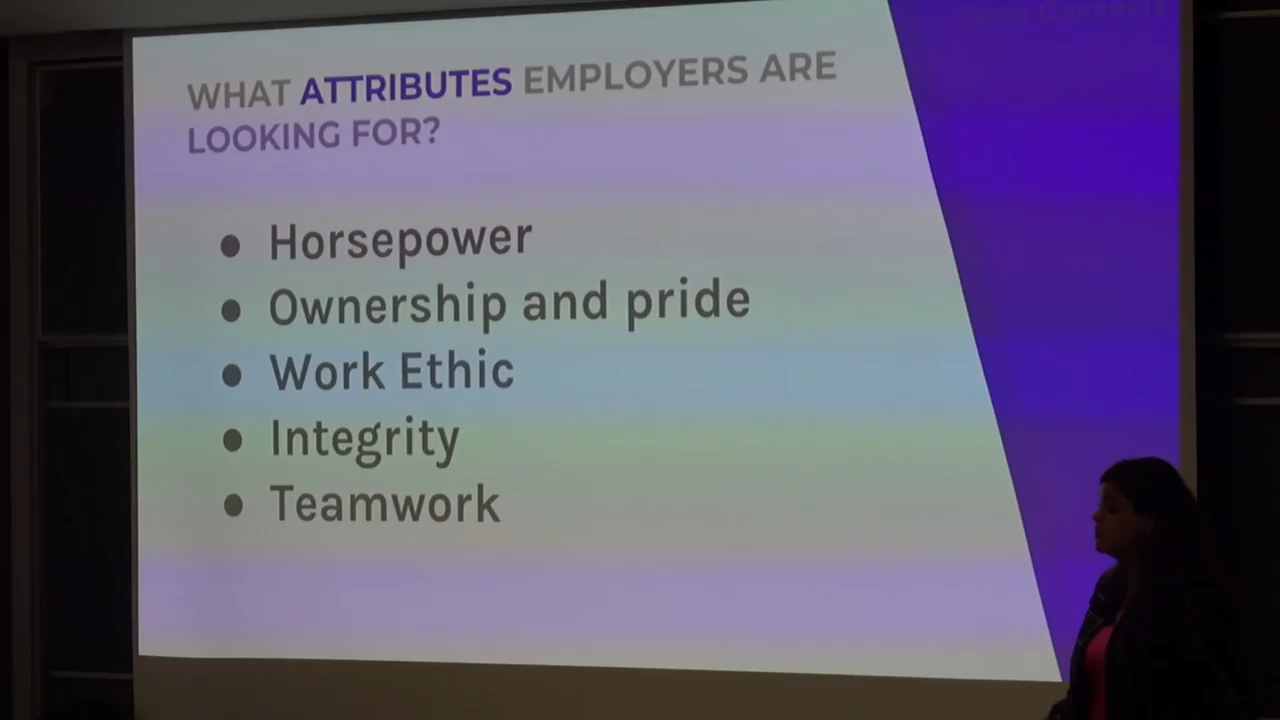 WHAT ATTRIBUTES EMPLOYERS ARE
LOOKING FOR?
● Horsepower
● Ownership and pride
● Work Ethic
● Integrity
● Teamwork